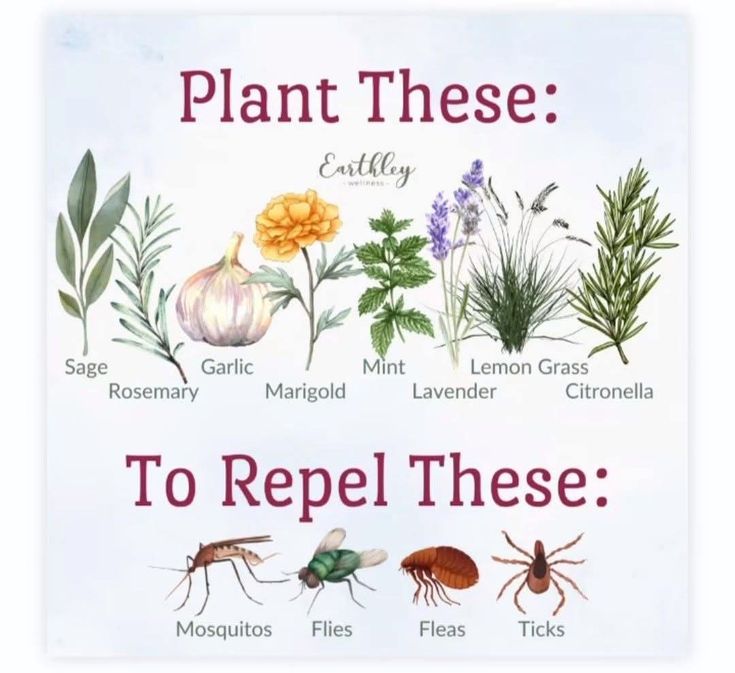 Plant These:
Earthley
- wellness -
Sage
Rosemary
Garlic
Marigold
Mint
Lavender
Lemon Grass
Citronella
To Repel These:
Mosquitos
Flies
Fleas
Ticks